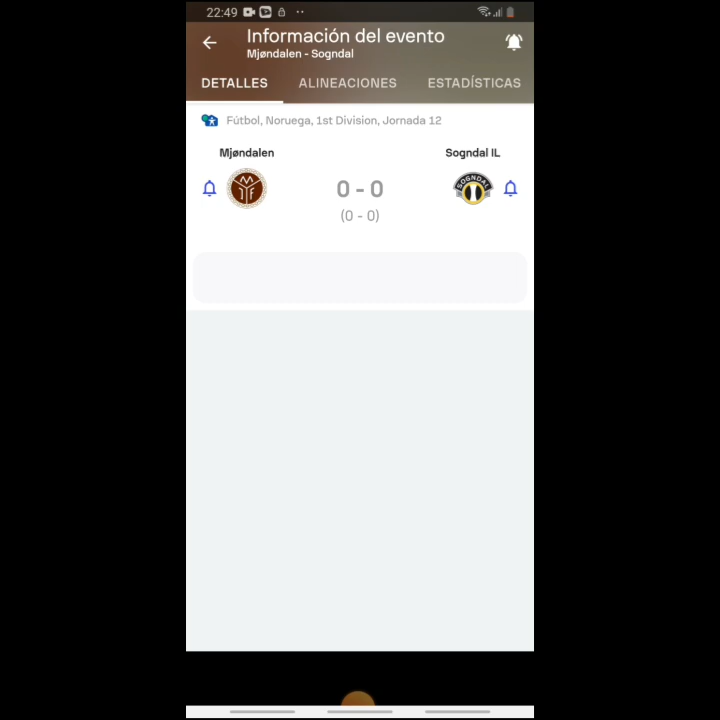 22:49
Información del evento
Mjøndalen - Sogndal
DETALLES ALINEACIONES ESTADÍSTICAS
Fútbol, Noruega, 1st Division, Jornada 12
Mjøndalen Sogndal IL
0 - 0
(0 - 0)
SOGNDAL